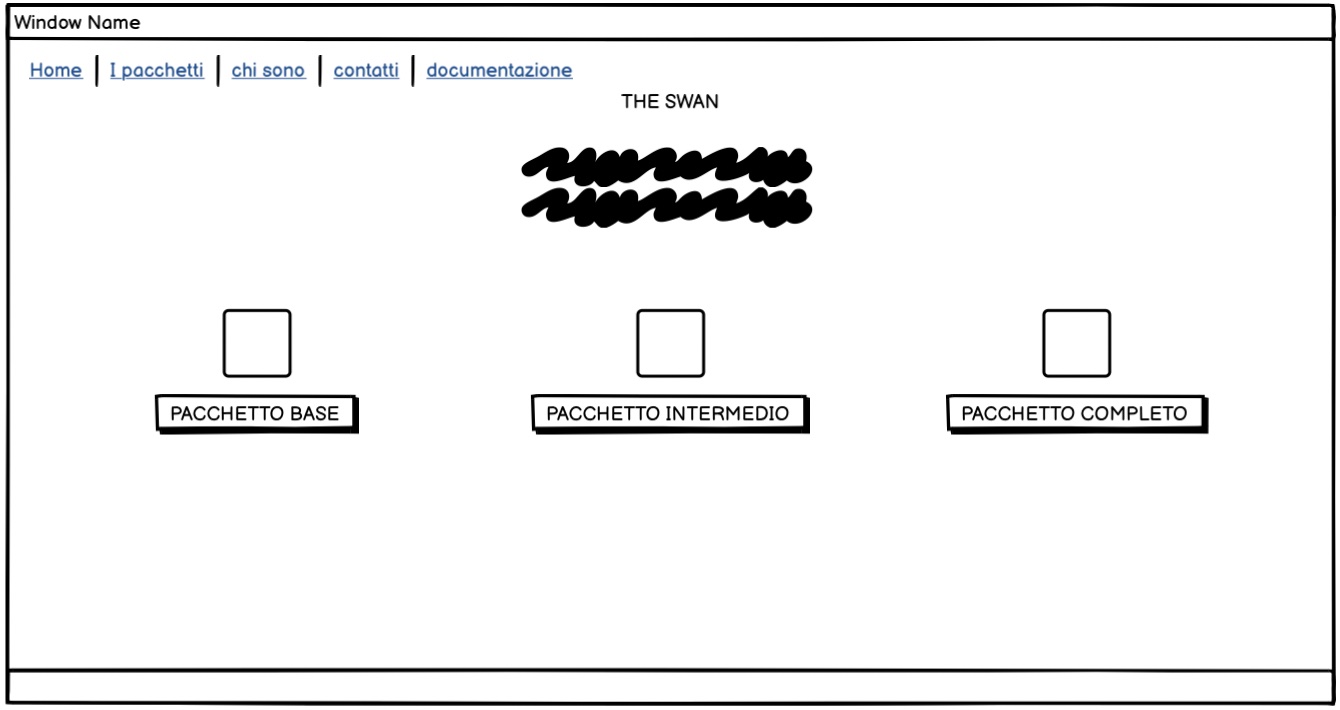 Window Name
Home I pacchetti chi sono contatti documentazione
THE SWAN
PACCHETTO BASE PACCHETTO INTERMEDIO PACCHETTO COMPLETO